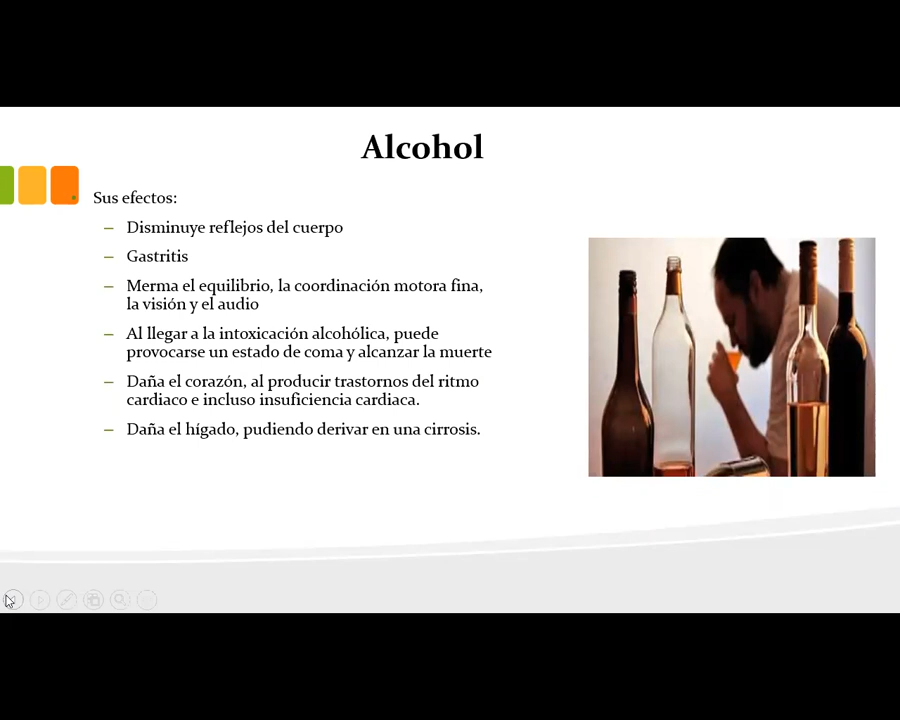 Alcohol
Sus efectos:
– Disminuye reflejos del cuerpo
– Gastritis
– Merma el equilibrio, la coordinación motora fina,
la visión y el audio
– Al llegar a la intoxicación alcohólica, puede
provocarse un estado de coma y alcanzar la muerte
– Daña el corazón, al producir trastornos del ritmo
cardiaco e incluso insuficiencia cardiaca.
– Daña el hígado, pudiendo derivar en una cirrosis.